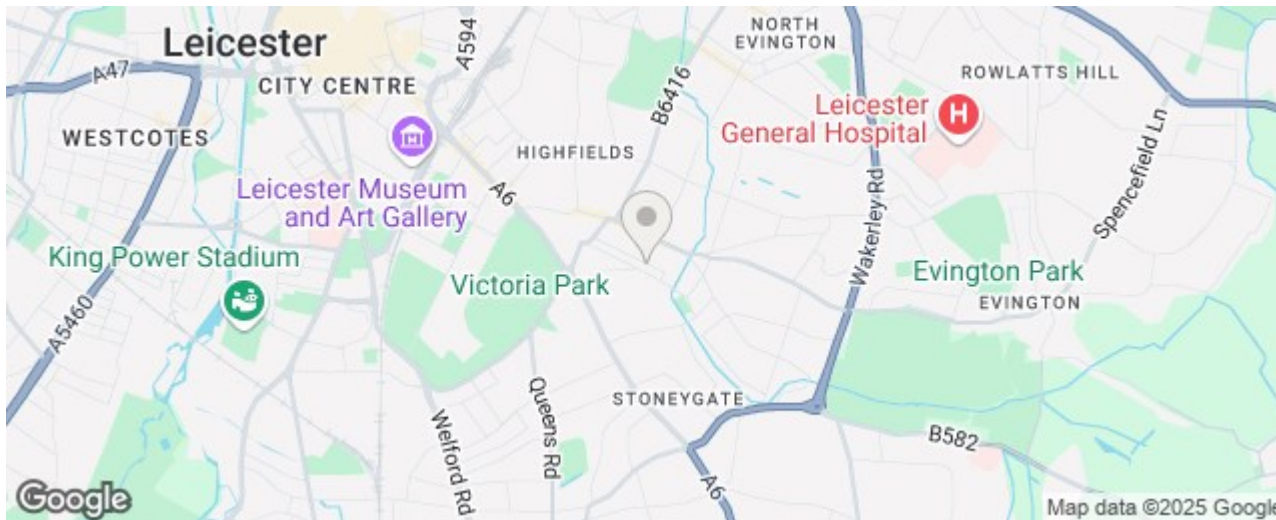 Leicester
CITY CENTRE
A47
A594
NORTH
EVINGTON
B6416
ROWLATTS HILL
WESTCOTES
HIGHFIELDS
Leicester
General Hospital
H
Leicester Museum
and Art Gallery
A6
Spencefield Ln
Wakerley Rd
King Power Stadium
Victoria Park
Evington Park
EVINGTON
A5460
STONEYGATE
Queens Rd
Welford Rd
B582
A6
Google
Map data ©2025 Google